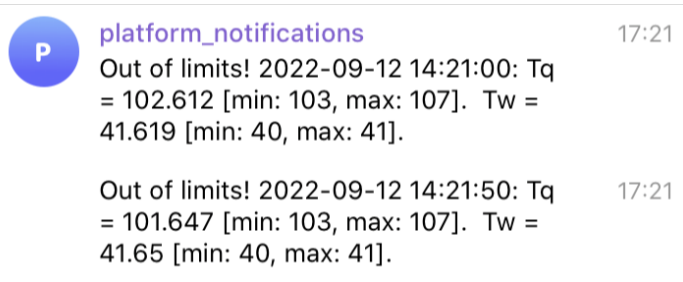 P
platform_notifications 17:21
Out of limits! 2022-09-12 14:21:00: Tq
= 102.612 [min: 103, max: 107].  Tw =
41.619 [min: 40, max: 41].
Out of limits! 2022-09-12 14:21:50: Tq 17:21
= 101.647 [min: 103, max: 107].  Tw =
41.65 [min: 40, max: 41].